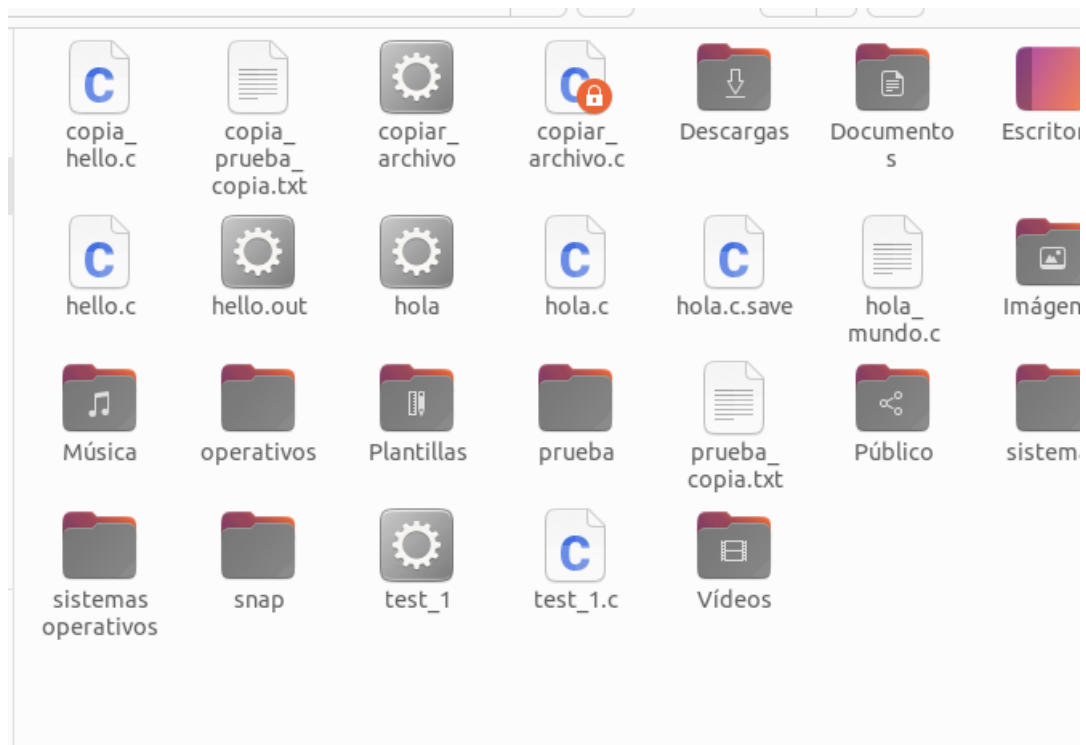 copia_
hello.c
copia_
prueba_
copia.txt
copiar_
archivo
copiar_
archivo.c
Descargas
Documento
s
hello.c
hello.out
hola
hola.c
hola.c.save
hola_
mundo.c
Música
operativos
Plantillas
prueba
prueba_
copia.txt
Público
sistemas
operativos
snap
test_1
test_1.c
Vídeos